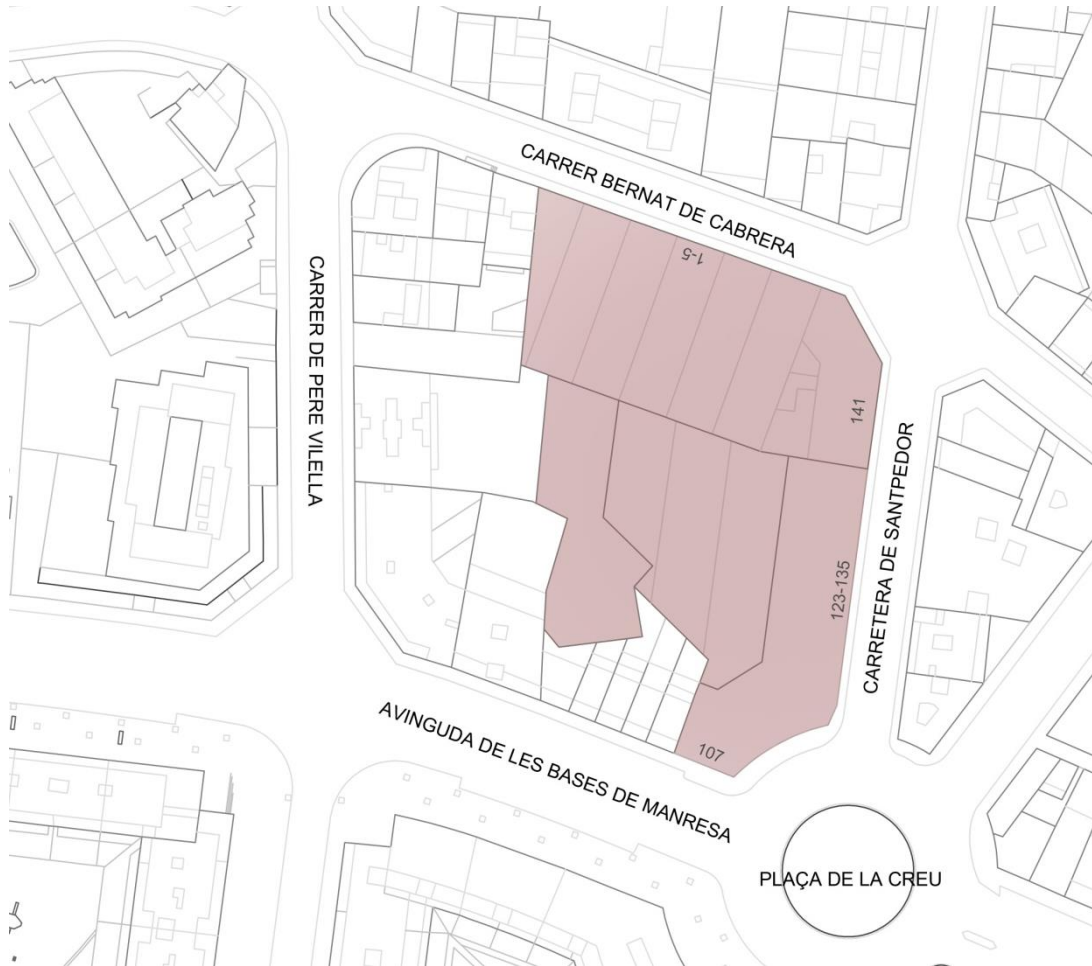 CARRER BERNAT DE CABRERA
1-5
CARRER DE PERE VILELLA
141
CARRETERA DE SANTPEDOR
123-135
AVINGUDA DE LES BASES DE MANRESA
107
PLAÇA DE LA CREU